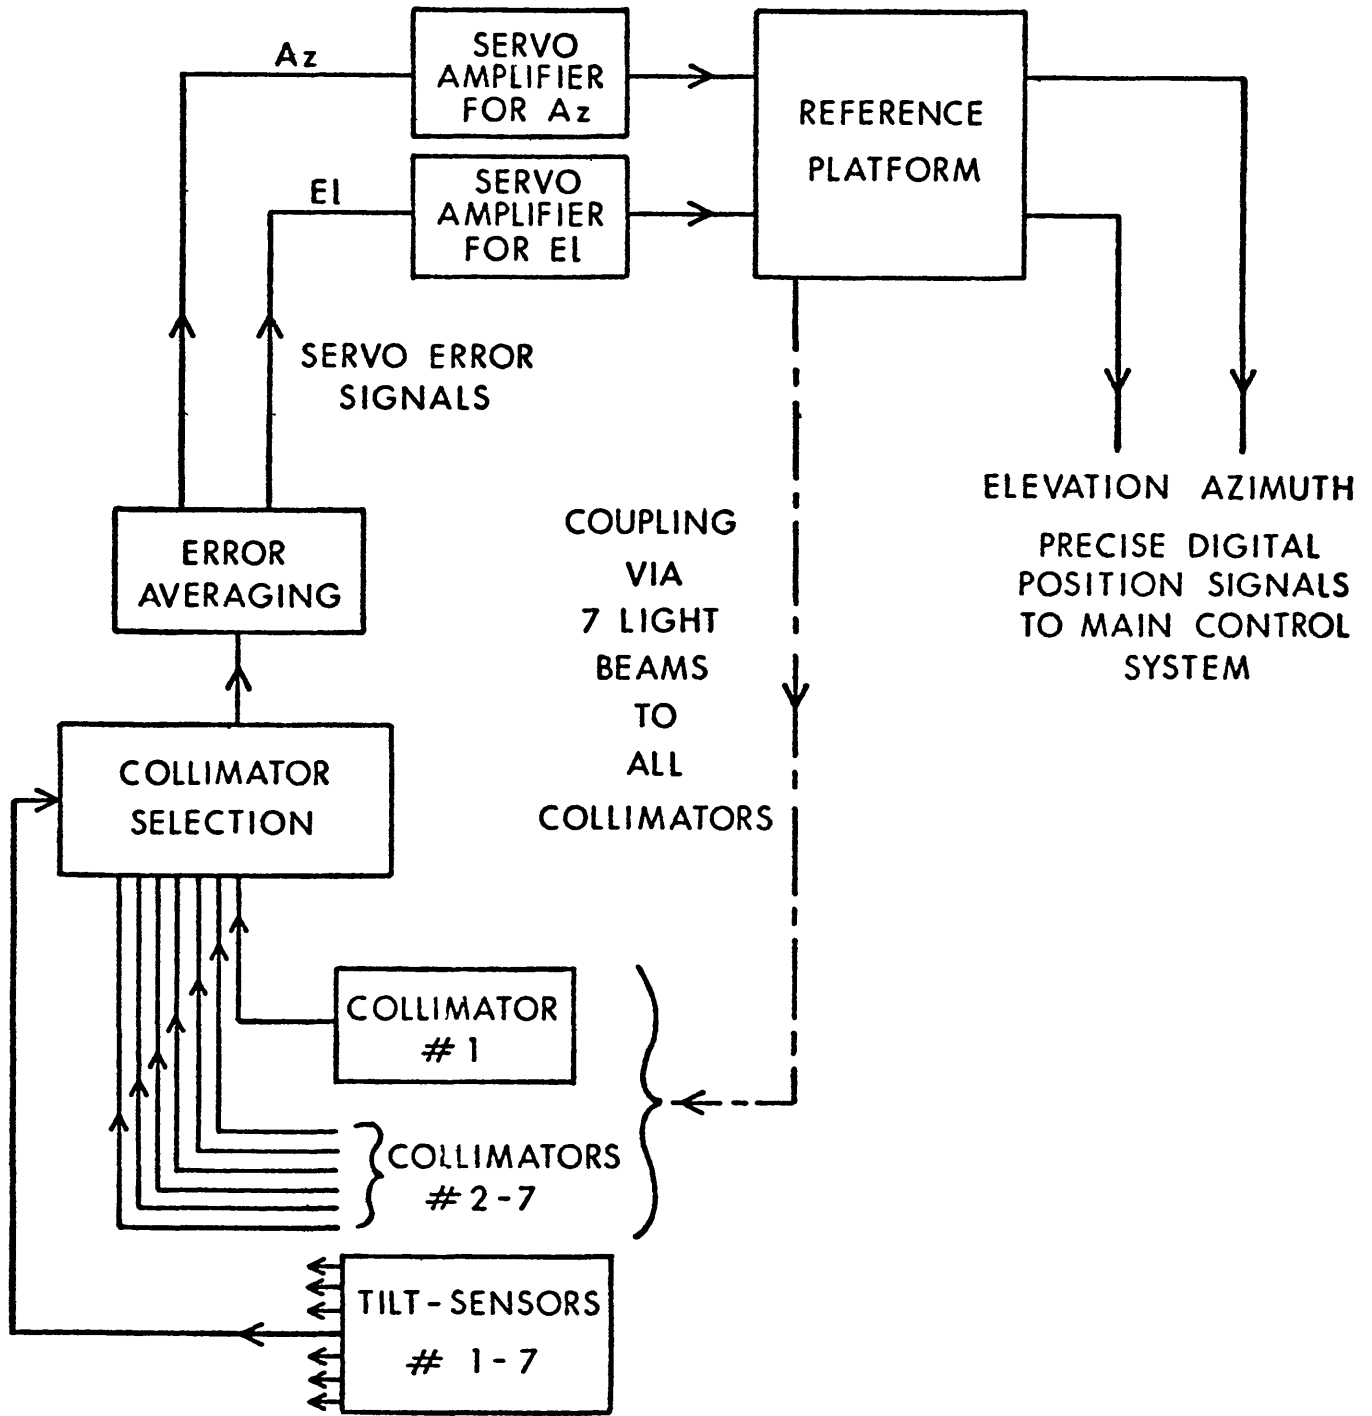 Az
SERVO
AMPLIFIER
FOR Az
REFERENCE
PLATFORM
El
SERVO
AMPLIFIER
FOR El
SERVO ERROR
SIGNALS
ELEVATION AZIMUTH
PRECISE DIGITAL
POSITION SIGNALS
TO MAIN CONTROL
SYSTEM
COUPLING
VIA
7 LIGHT
BEAMS
TO
ALL
COLLIMATORS
ERROR
AVERAGING
COLLIMATOR
SELECTION
COLLIMATOR
# 1
COLLIMATORS
# 2-7
TILT-SENSORS
# 1-7